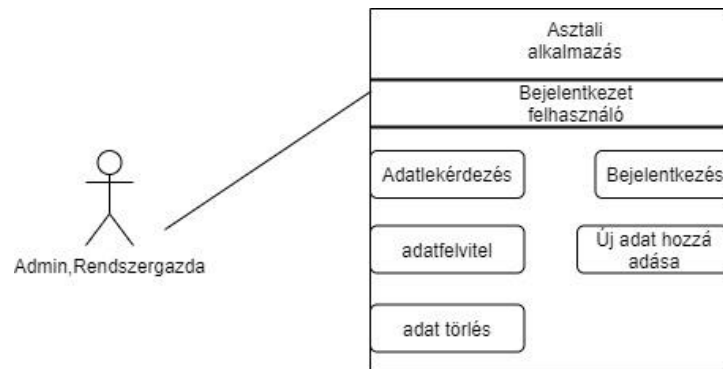 Asztali
alkalmazás
Bejelentkezet
felhasználó
Adatlekérdezés
Bejelentkezés
Admin,Rendszergazda
adatfelvitel
Új adat hozzá
adása
adat törlés